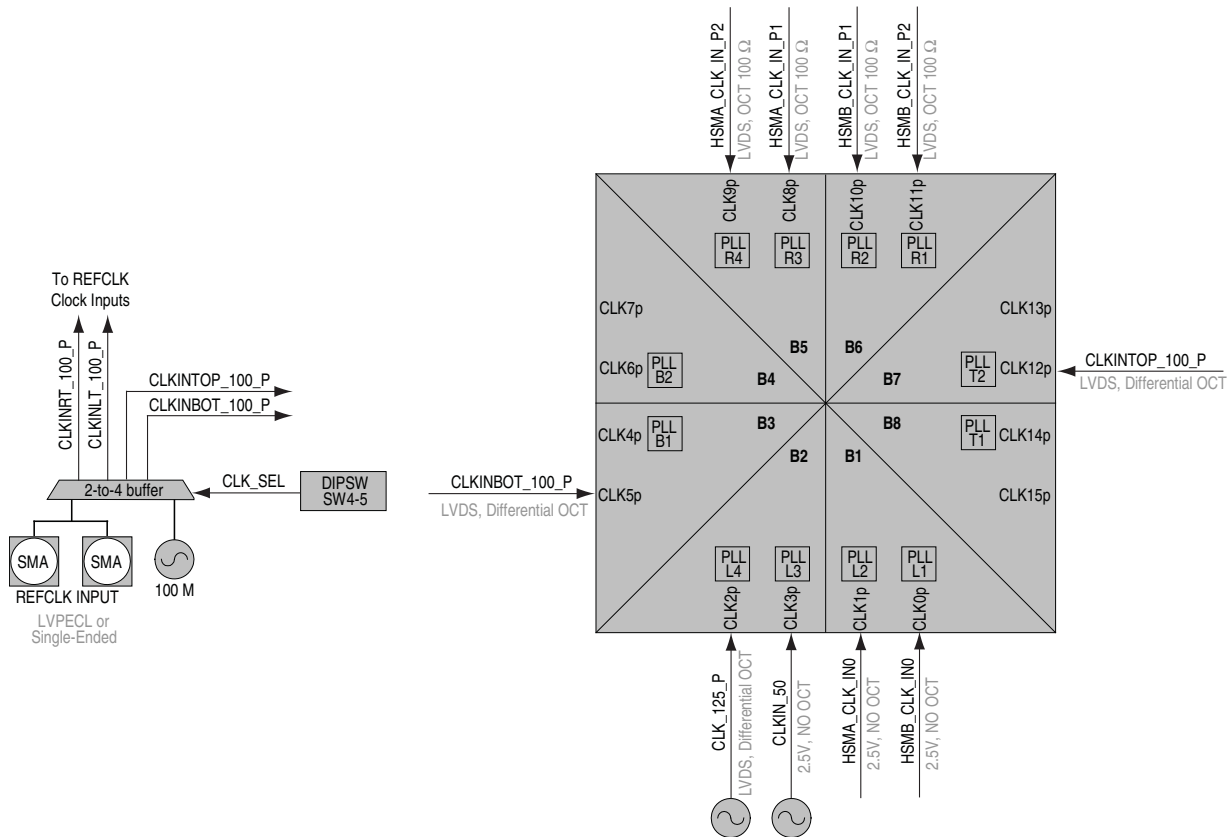 HSMA_CLK_IN_P2
LVDS, OCT 100 Ω
HSMA_CLK_IN_P1
LVDS, OCT 100 Ω
HSMB_CLK_IN_P1
LVDS, OCT 100 Ω
HSMB_CLK_IN_P2
LVDS, OCT 100 Ω
CLK9p
CLK8p
CLK10p
CLK11p
PLL
R4
PLL
R3
PLL
R2
PLL
R1
To REFCLK
Clock Inputs
CLKINRT_100_P
CLKINLT_100_P
CLKINTOP_100_P
CLKINBOT_100_P
2-to-4 buffer
CLK_SEL
DIPSW
SW4-5
SMA
SMA
REFCLK INPUT
100 M
LVPECL or
Single-Ended
CLK7p
CLK6p
PLL
B2
CLK4p
PLL
B1
CLKINBOT_100_P
LVDS, Differential OCT
CLK5p
B5
B6
B4
B7
B3
B8
B2
B1
CLK13p
PLL
T2
CLK12p
CLKINTOP_100_P
LVDS, Differential OCT
PLL
T1
CLK14p
CLK15p
PLL
L4
PLL
L3
PLL
L2
PLL
L1
CLK2p
CLK3p
CLK1p
CLK0p
CLK_125_P
LVDS, Differential OCT
CLKIN_50
2.5V, NO OCT
HSMA_CLK_IN0
2.5V, NO OCT
HSMB_CLK_IN0
2.5V, NO OCT